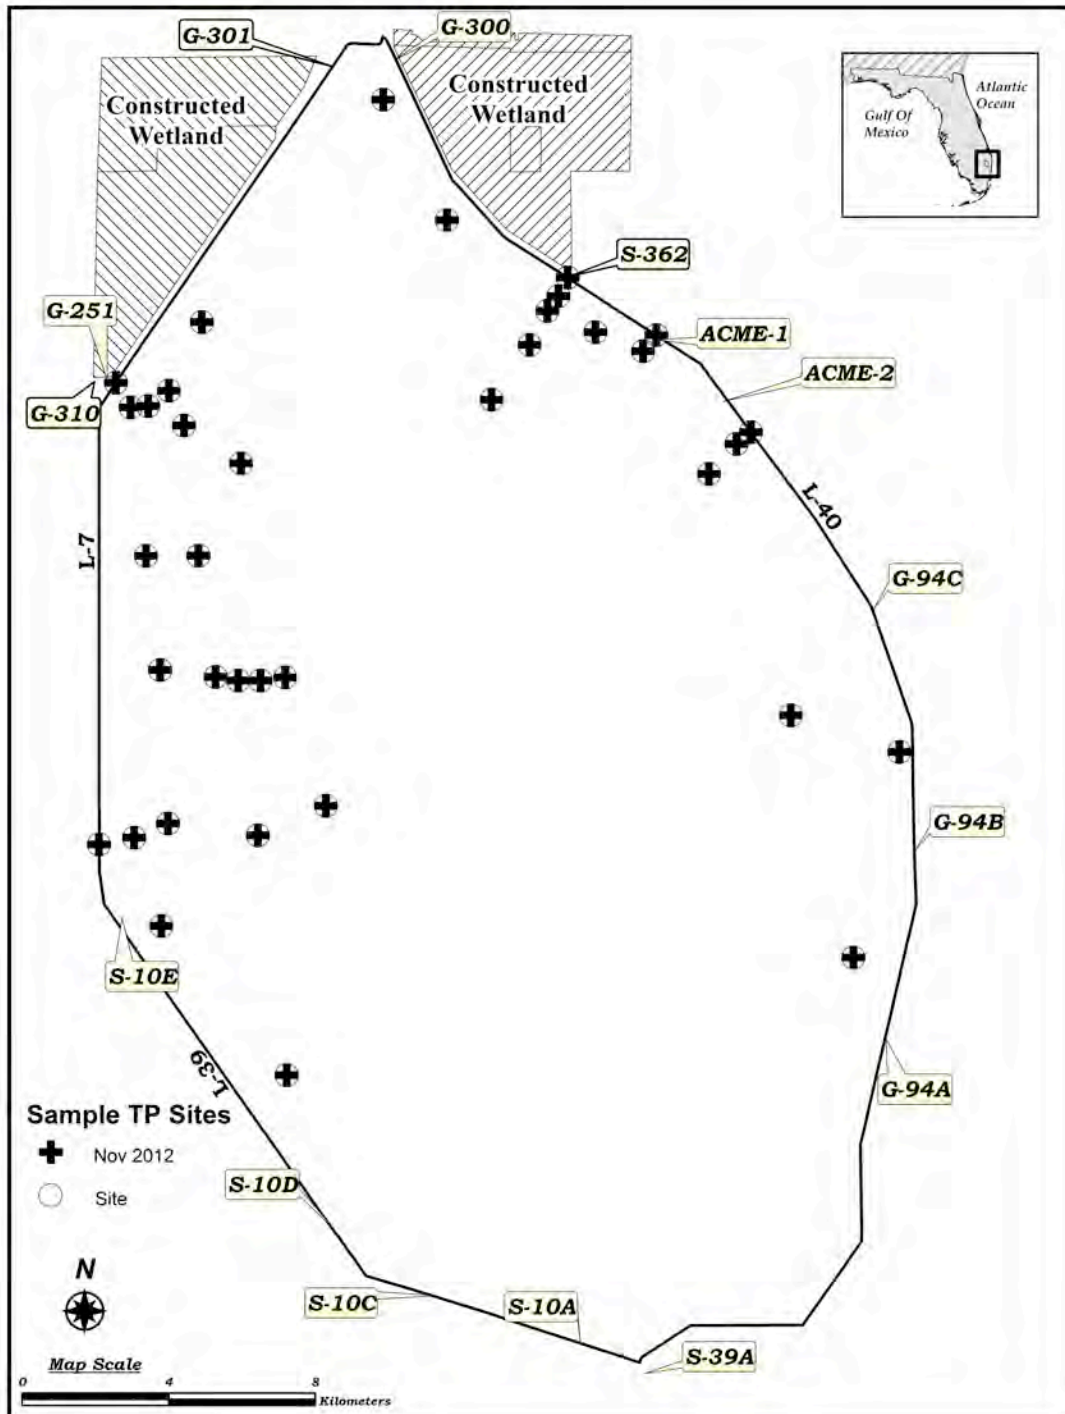 G-301
G-300
Constructed
Wetland
Constructed
Wetland
Atlantic
Ocean
Gulf Of
Mexico
S-362
G-251
ACME-1
ACME-2
G-310
L-40
L-7
G-94C
G-94B
S-10E
L-39
G-94A
Sample TP Sites
Nov 2012
Site
S-10D
N
S-10C
S-10A
S-39A
Map Scale
0 4 8
Kilometers